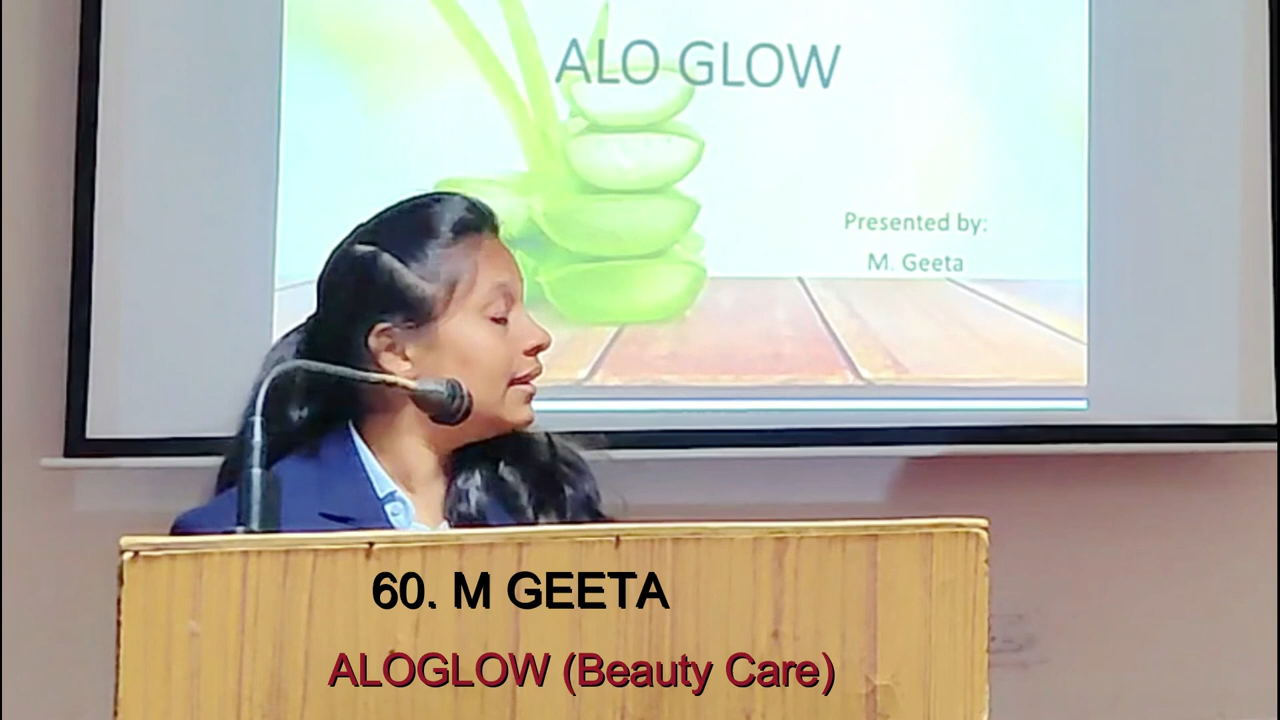 ALO GLOW
Presented by:
M. Geeta
60. M GEETA
ALOGLOW (Beauty Care)